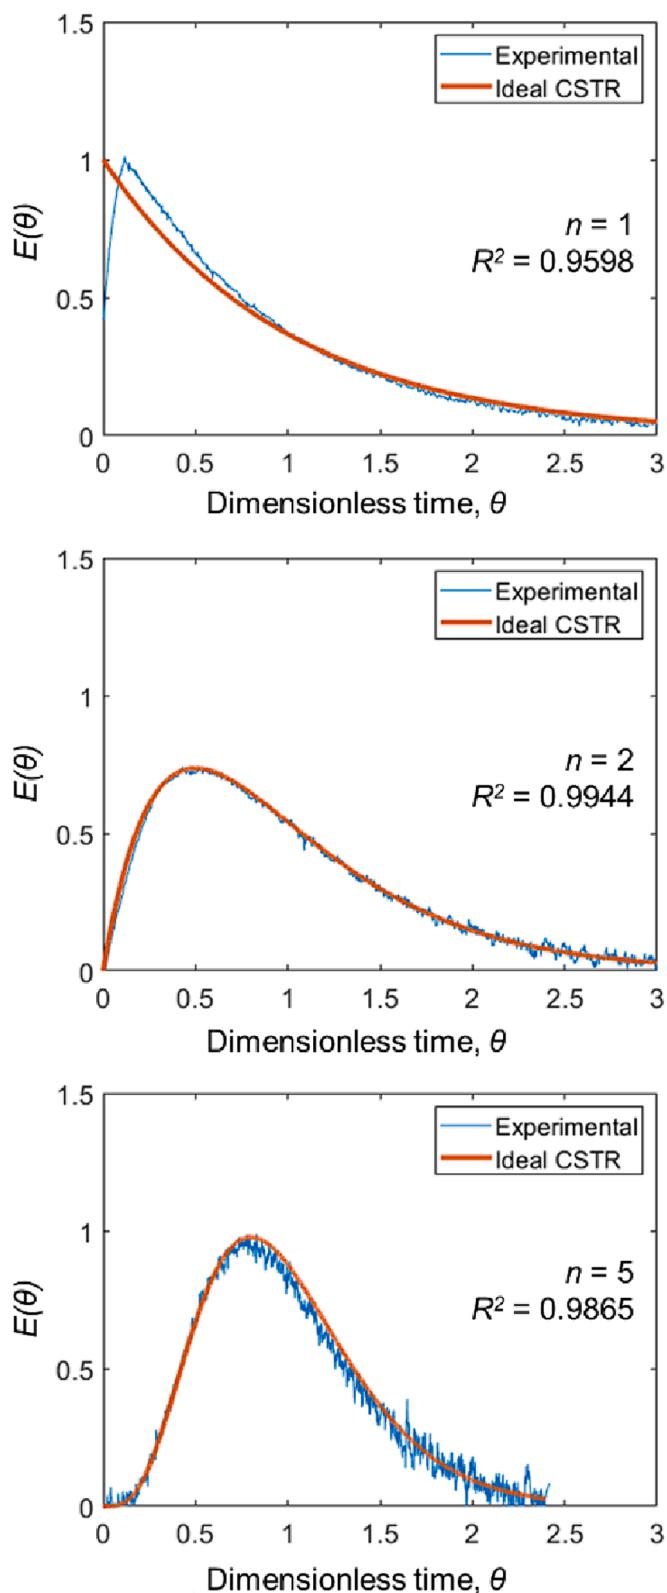 1.5
Experimental
Ideal CSTR
1
E(θ)
n = 1
R² = 0.9598
0.5
0
0 0.5 1 1.5 2 2.5 3
Dimensionless time, θ
1.5
Experimental
Ideal CSTR
1
E(θ)
n = 2
R² = 0.9944
0.5
0
0 0.5 1 1.5 2 2.5 3
Dimensionless time, θ
1.5
Experimental
Ideal CSTR
1
E(θ)
n = 5
R² = 0.9865
0.5
0
0 0.5 1 1.5 2 2.5 3
Dimensionless time, θ